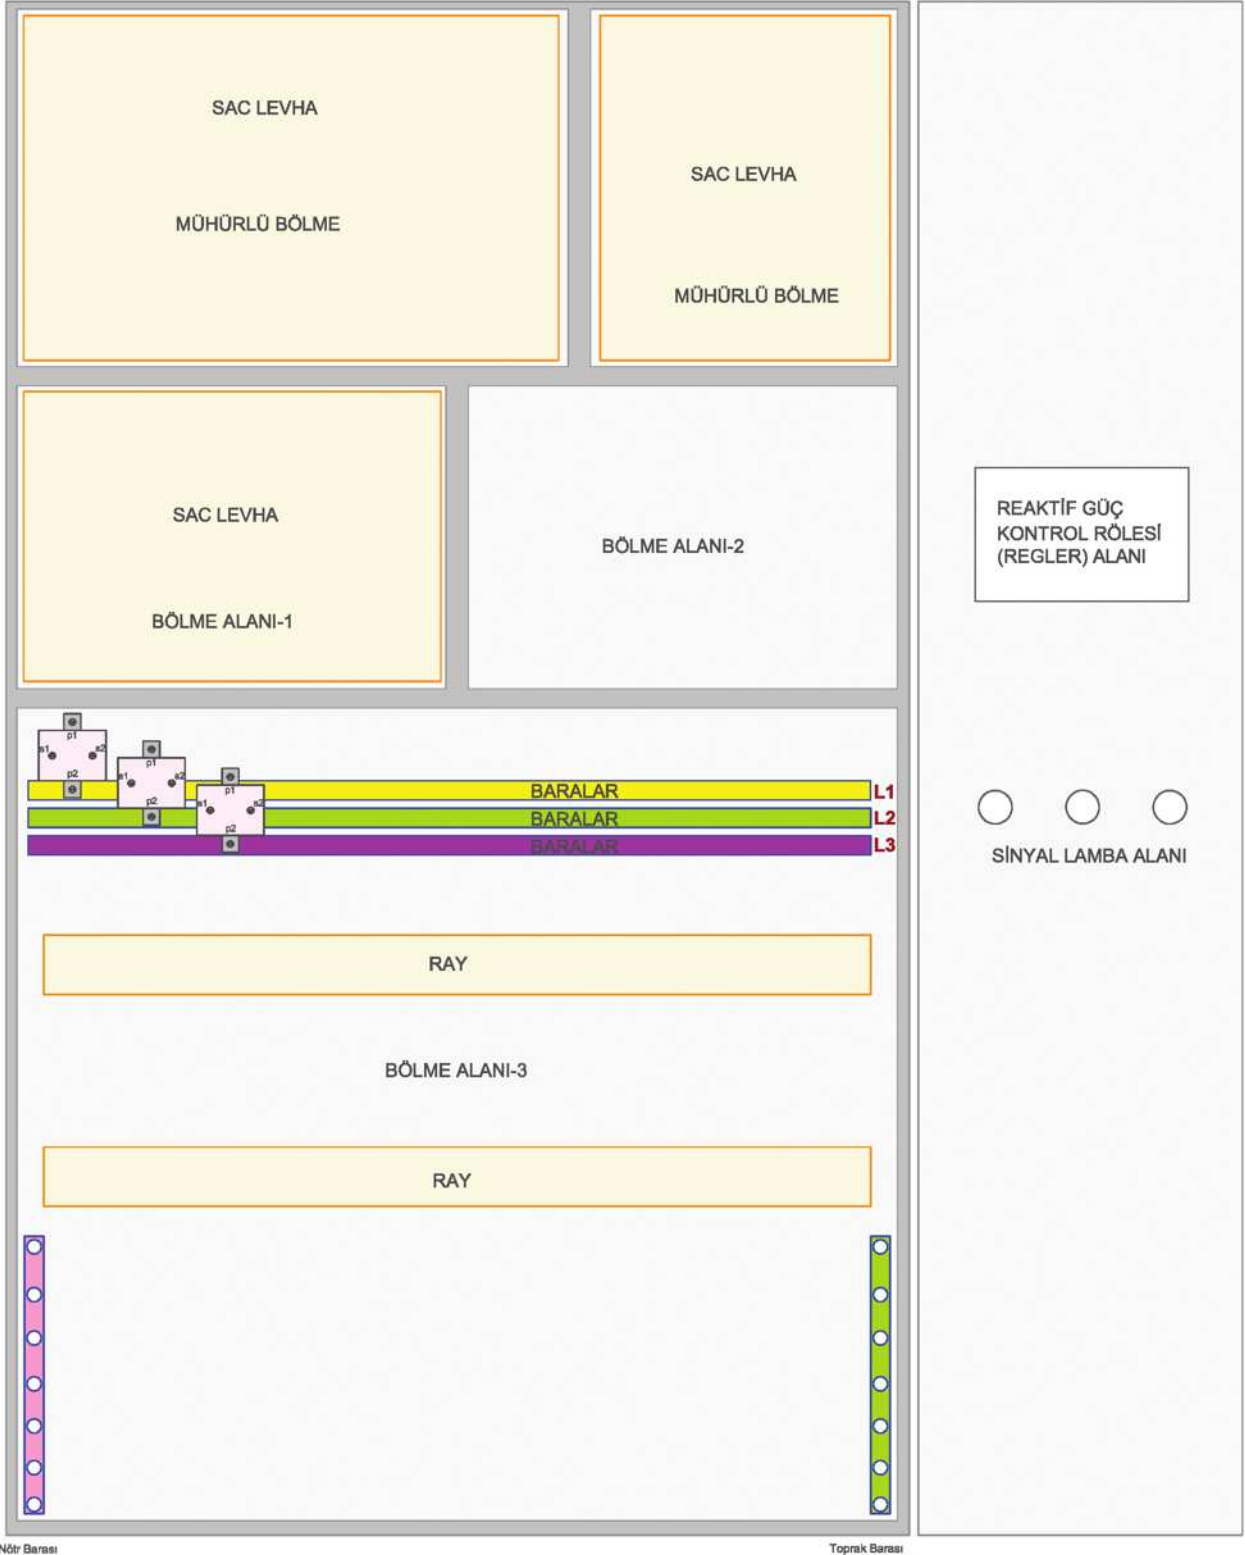 SAC LEVHA
MÜHÜRLÜ BÖLME
SAC LEVHA
MÜHÜRLÜ BÖLME
SAC LEVHA
BÖLME ALANI-1
BÖLME ALANI-2
REAKTİF GÜÇ
KONTROL RÖLESİ
(REGLER) ALANI
p1
s1 s2
p2
p1
s1 s2
p2
p1
s1 s2
p2
BARALAR L1
BARALAR L2
BARALAR L3
SİNYAL LAMBA ALANI
RAY
BÖLME ALANI-3
RAY
Nötr Barası
Toprak Barası